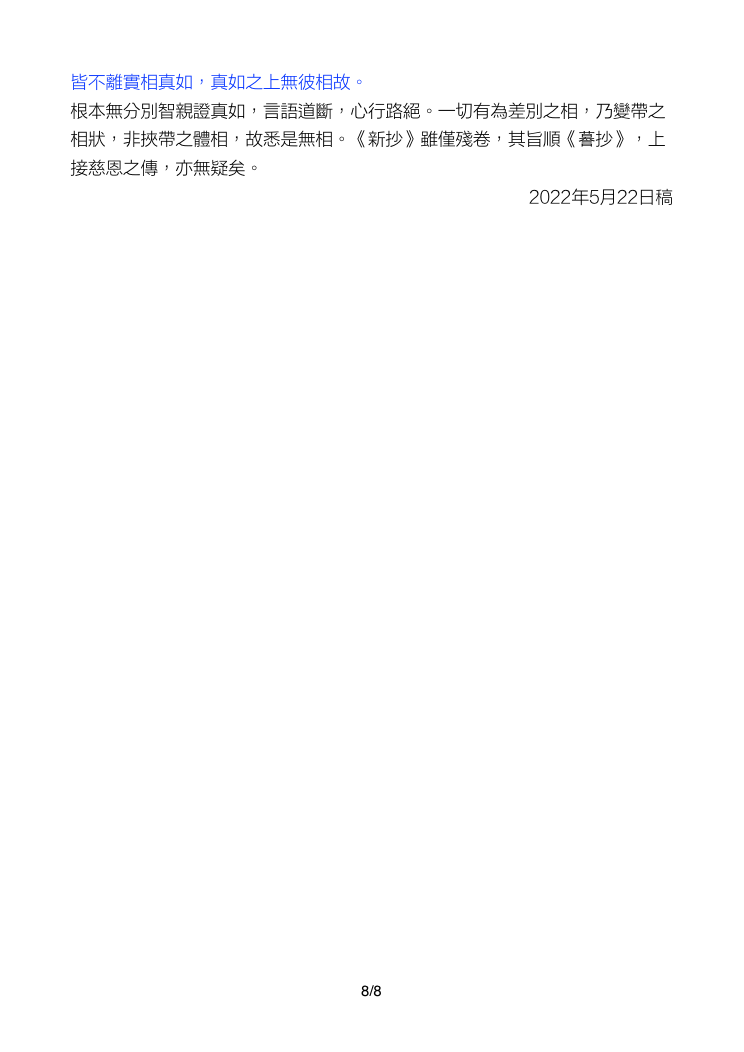 皆不離實相真如，真如之上無彼相故。
根本無分別智親證真如，言語道斷，心行路絕。一切有為差別之相，乃變帶之
相狀，非挾帶之體相，故悉是無相。《新抄》雖僅殘卷，其旨順《暮抄》，上
接慈恩之傳，亦無疑矣。
2022年5月22日稿
8/8